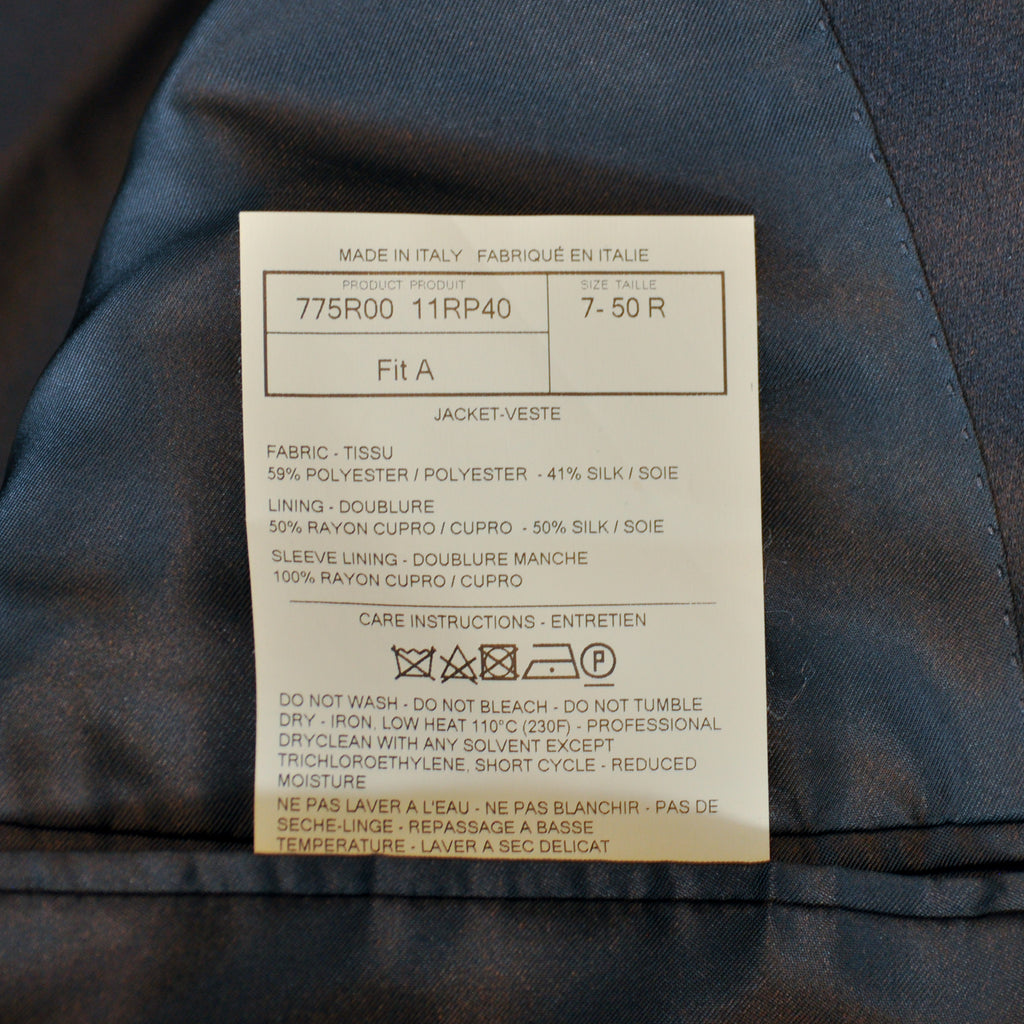 MADE IN ITALY FABRIQUÉ EN ITALIE
PRODUCT PRODUIT
775R00 11RP40
SIZE TAILLE
7- 50 R
Fit A
JACKET-VESTE
FABRIC - TISSU
59% POLYESTER / POLYESTER - 41% SILK / SOIE
LINING - DOUBLURE
50% RAYON CUPRO / CUPRO - 50% SILK / SOIE
SLEEVE LINING - DOUBLURE MANCHE
100% RAYON CUPRO / CUPRO
CARE INSTRUCTIONS - ENTRETIEN
P
DO NOT WASH - DO NOT BLEACH - DO NOT TUMBLE
DRY - IRON, LOW HEAT 110°C (230F) - PROFESSIONAL
DRYCLEAN WITH ANY SOLVENT EXCEPT
TRICHLOROETHYLENE, SHORT CYCLE - REDUCED
MOISTURE
NE PAS LAVER A L'EAU - NE PAS BLANCHIR - PAS DE
SECHE-LINGE - REPASSAGE A BASSE
TEMPERATURE - LAVER A SEC DELICAT